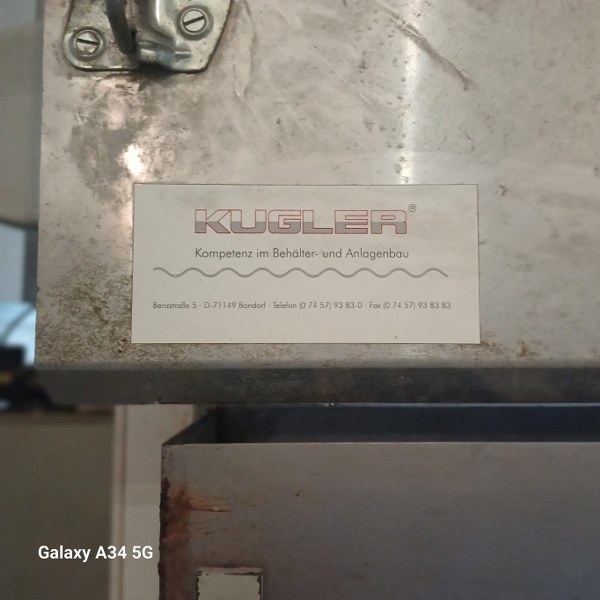 KUGLER®
Kompetenz im Behälter- und Anlagenbau
Benzstraße 5 · D-71149 Bondorf · Telefon (0 74 57) 93 83-0 · Fax (0 74 57) 93 83 83
Galaxy A34 5G